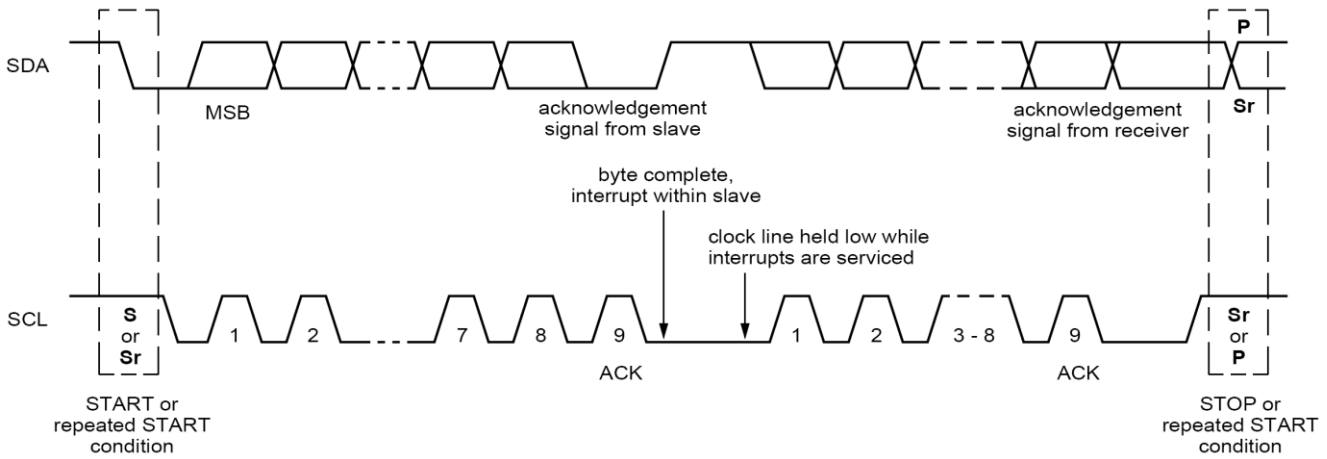 P
SDA
MSB
acknowledgement
signal from slave
acknowledgement
signal from receiver
Sr
byte complete,
interrupt within slave
clock line held low while
interrupts are serviced
SCL
S
or
Sr
1
2
7
8
9
1
2
3 - 8
9
Sr
or
P
ACK
ACK
START or
repeated START
condition
STOP or
repeated START
condition